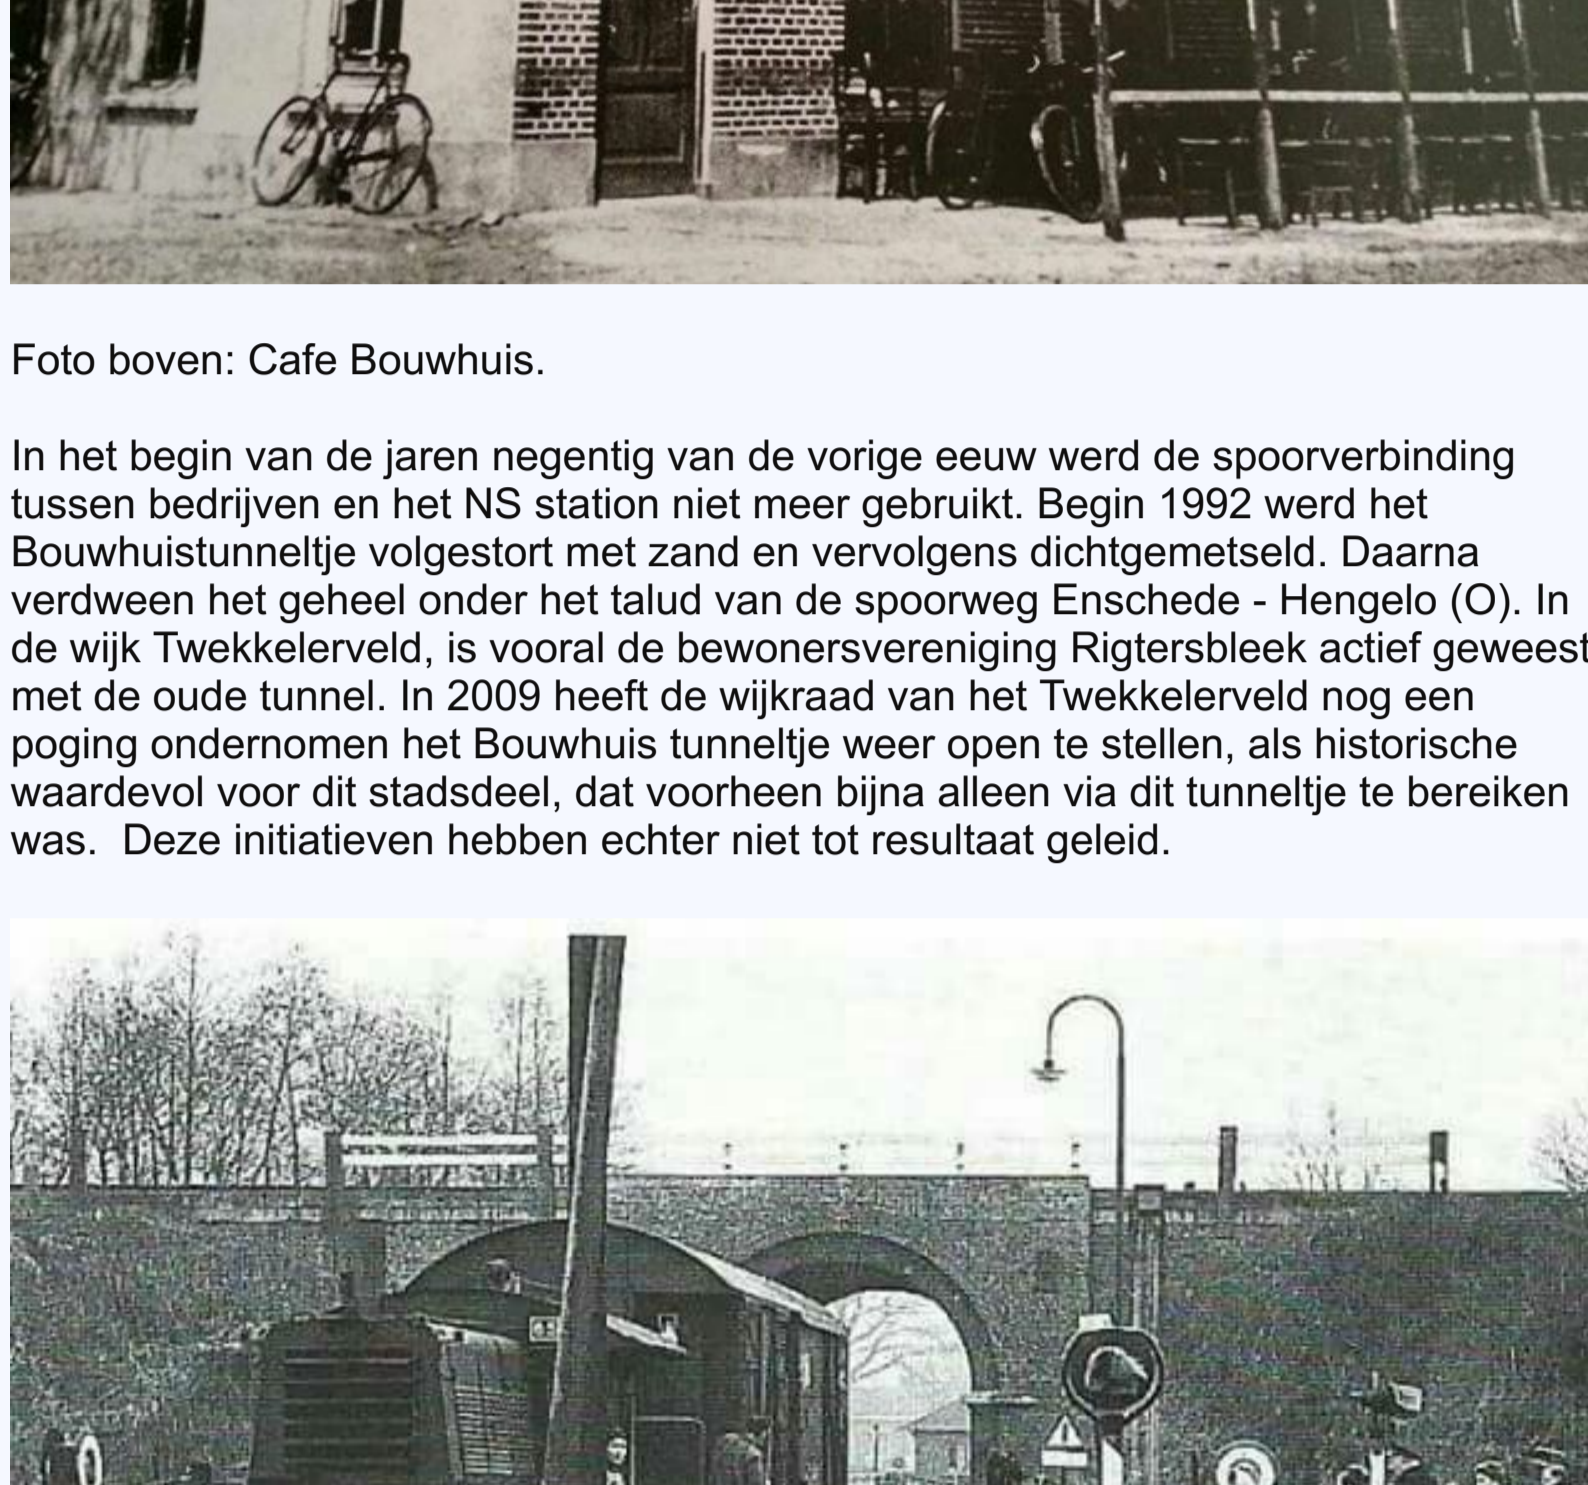 Foto boven: Cafe Bouwhuis.
In het begin van de jaren negentig van de vorige eeuw werd de spoorverbinding
tussen bedrijven en het NS station niet meer gebruikt. Begin 1992 werd het
Bouwhuistunneltje volgestort met zand en vervolgens dichtgemetseld. Daarna
verdween het geheel onder het talud van de spoorweg Enschede - Hengelo (O). In
de wijk Twekkelerveld, is vooral de bewonersvereniging Rigtersbleek actief geweest
met de oude tunnel. In 2009 heeft de wijkraad van het Twekkelerveld nog een
poging ondernomen het Bouwhuis tunneltje weer open te stellen, als historische
waardevol voor dit stadsdeel, dat voorheen bijna alleen via dit tunneltje te bereiken
was.  Deze initiatieven hebben echter niet tot resultaat geleid.